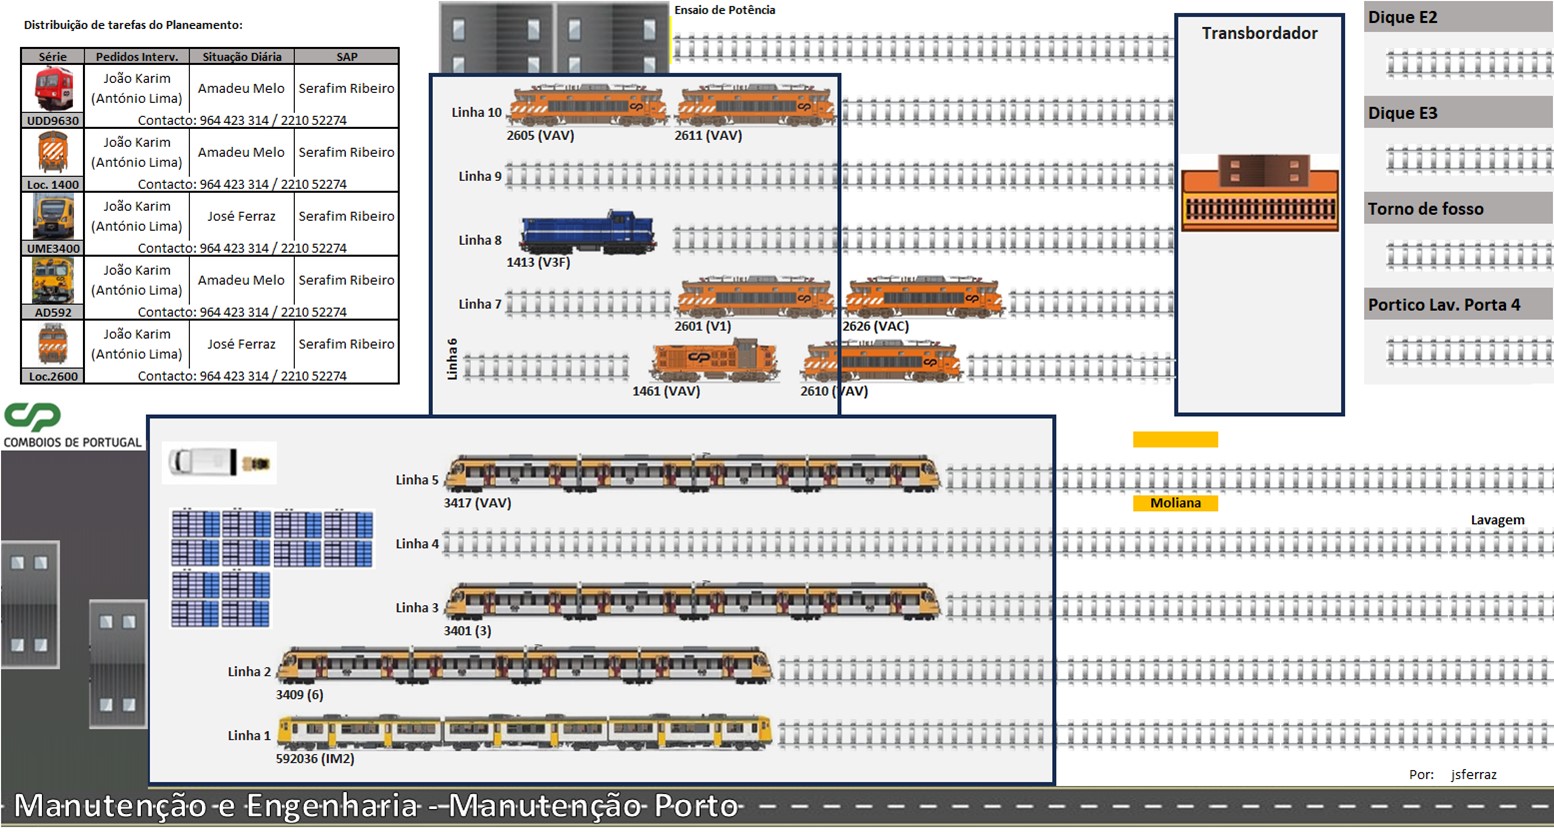 Distribuição de tarefas do Planeamento:
Série Pedidos Interv. Situação Diária SAP
João Karim
(António Lima) Amadeu Melo Serafim Ribeiro
UDD9630 Contacto: 964 423 314 / 2210 52274
João Karim
(António Lima) Amadeu Melo Serafim Ribeiro
Loc. 1400 Contacto: 964 423 314 / 2210 52274
João Karim
(António Lima) José Ferraz Serafim Ribeiro
UME3400 Contacto: 964 423 314 / 2210 52274
João Karim
(António Lima) Amadeu Melo Serafim Ribeiro
AD592 Contacto: 964 423 314 / 2210 52274
João Karim
(António Lima) José Ferraz Serafim Ribeiro
Loc.2600 Contacto: 964 423 314 / 2210 52274
CP
COMBOIOS DE PORTUGAL
Ensaio de Potência
Linha 10
2605 (VAV) 2611 (VAV)
Linha 9
Linha 8
1413 (V3F)
Linha 7
2601 (V1) 2626 (VAC)
Linha 6
1461 (VAV) 2610 (VAV)
Transbordador
Dique E2
Dique E3
Torno de fosso
Portico Lav. Porta 4
Linha 5
3417 (VAV)
Moliana
Lavagem
Linha 4
Linha 3
3401 (3)
Linha 2
3409 (6)
Linha 1
592036 (IM2)
Por: jsferraz
Manutenção e Engenharia - Manutenção Porto